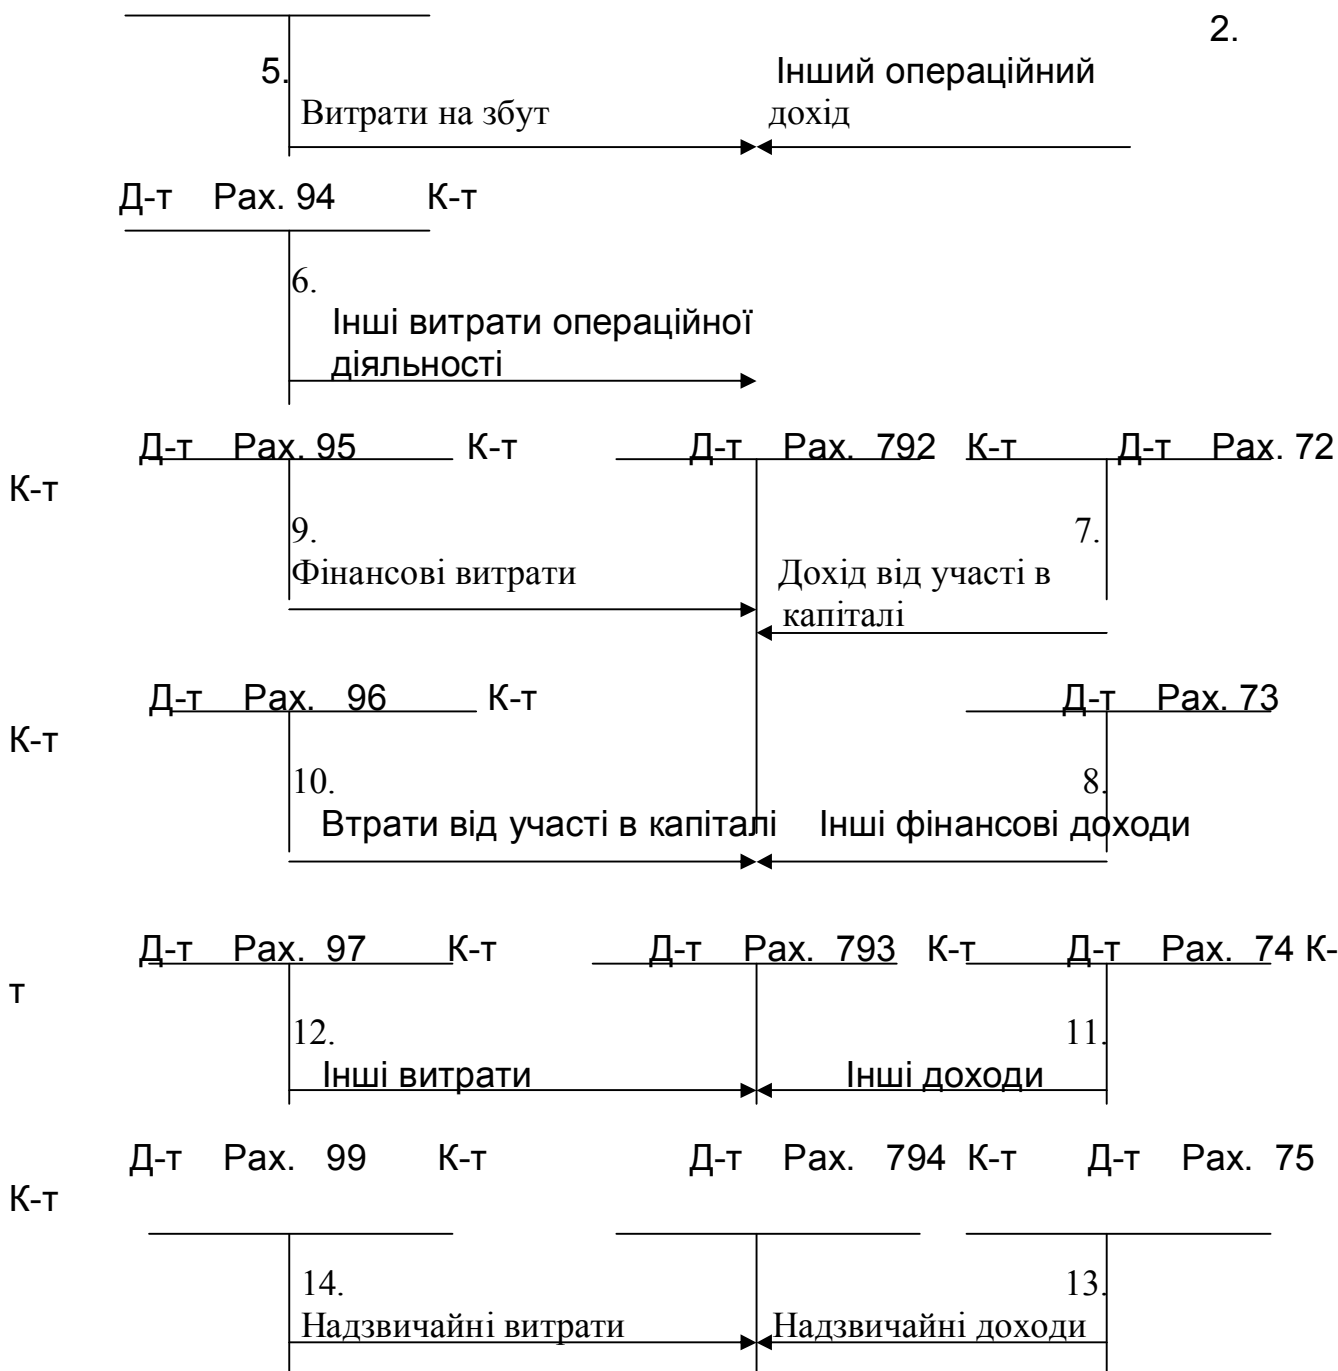 2.
5. Інший операційний
Витрати на збут дохід
Д-т Рах. 94 К-т
6.
Інші витрати операційної
діяльності
Д-т Рах. 95 К-т Д-т Рах. 792 К-т Д-т Рах. 72
К-т
9. 7.
Фінансові витрати Дохід від участі в
капіталі
Д-т Рах. 96 К-т Д-т Рах. 73
К-т
10. 8.
Втрати від участі в капіталі Інші фінансові доходи
Д-т Рах. 97 К-т Д-т Рах. 793 К-т Д-т Рах. 74 К-
т
12. 11.
Інші витрати Інші доходи
Д-т Рах. 99 К-т Д-т Рах. 794 К-т Д-т Рах. 75
К-т
14. 13.
Надзвичайні витрати Надзвичайні доходи